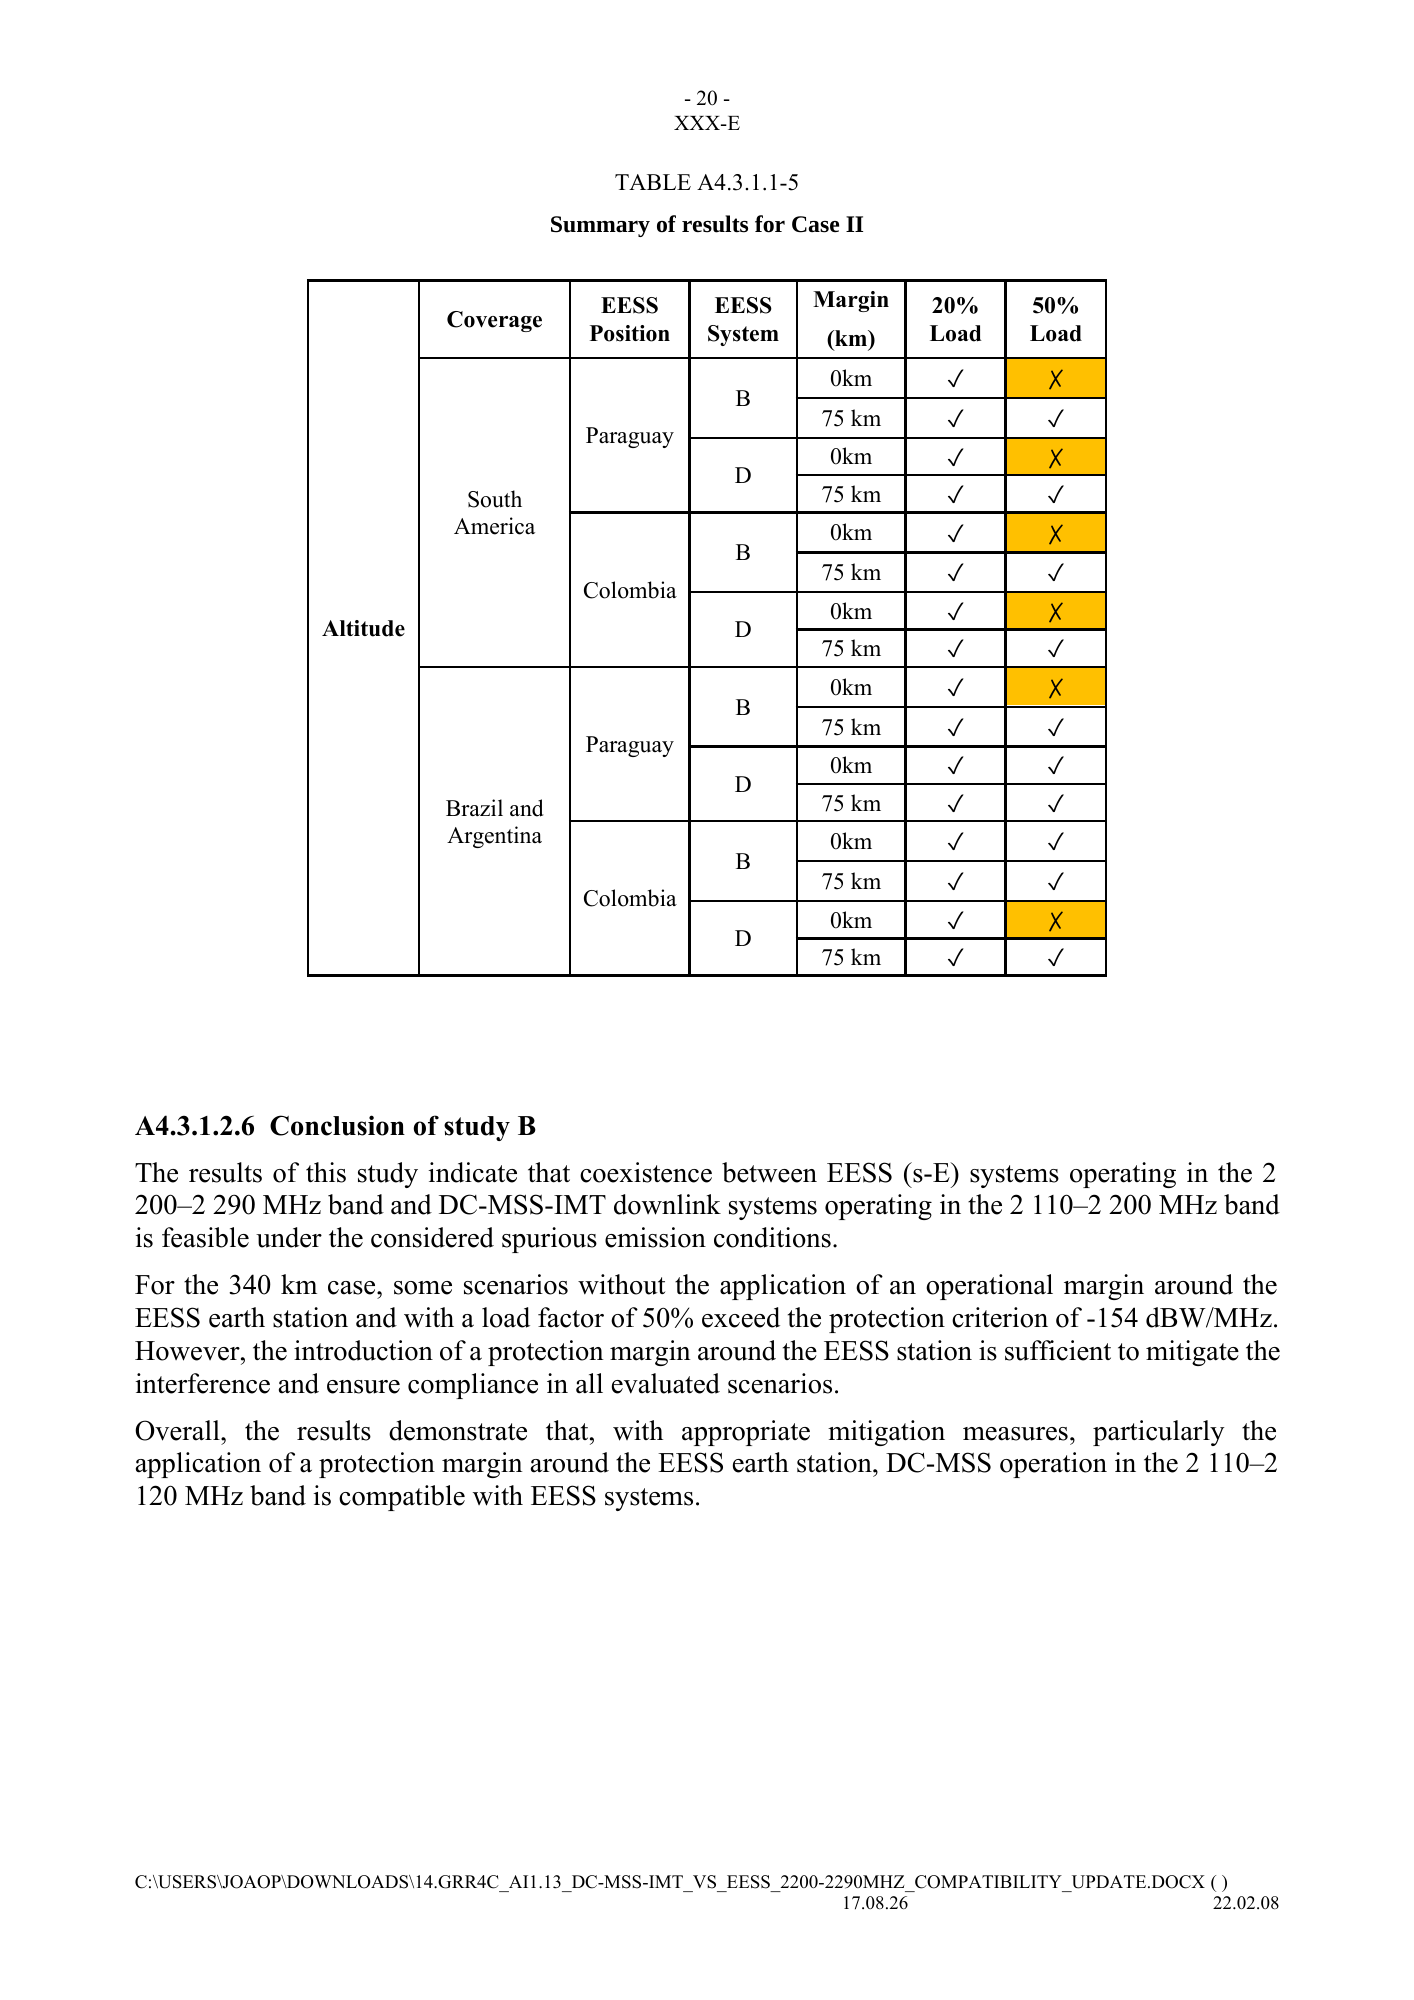 - 20 -
XXX-E
TABLE A4.3.1.1-5
Summary of results for Case II
Altitude Coverage EESS Position EESS System Margin (km) 20% Load 50% Load
South America Paraguay B 0km ✓ ✗
75 km ✓ ✓
D 0km ✓ ✗
75 km ✓ ✓
Colombia B 0km ✓ ✗
75 km ✓ ✓
D 0km ✓ ✗
75 km ✓ ✓
Brazil and Argentina Paraguay B 0km ✓ ✗
75 km ✓ ✓
D 0km ✓ ✓
75 km ✓ ✓
Colombia B 0km ✓ ✓
75 km ✓ ✓
D 0km ✓ ✗
75 km ✓ ✓
A4.3.1.2.6 Conclusion of study B
The results of this study indicate that coexistence between EESS (s-E) systems operating in the 2
200–2 290 MHz band and DC-MSS-IMT downlink systems operating in the 2 110–2 200 MHz band
is feasible under the considered spurious emission conditions.
For the 340 km case, some scenarios without the application of an operational margin around the
EESS earth station and with a load factor of 50% exceed the protection criterion of -154 dBW/MHz.
However, the introduction of a protection margin around the EESS station is sufficient to mitigate the
interference and ensure compliance in all evaluated scenarios.
Overall, the results demonstrate that, with appropriate mitigation measures, particularly the
application of a protection margin around the EESS earth station, DC-MSS operation in the 2 110–2
120 MHz band is compatible with EESS systems.
C:\USERS\JOAOP\DOWNLOADS\14.GRR4C_AI1.13_DC-MSS-IMT_VS_EESS_2200-2290MHZ_COMPATIBILITY_UPDATE.DOCX ( )
17.08.26 22.02.08